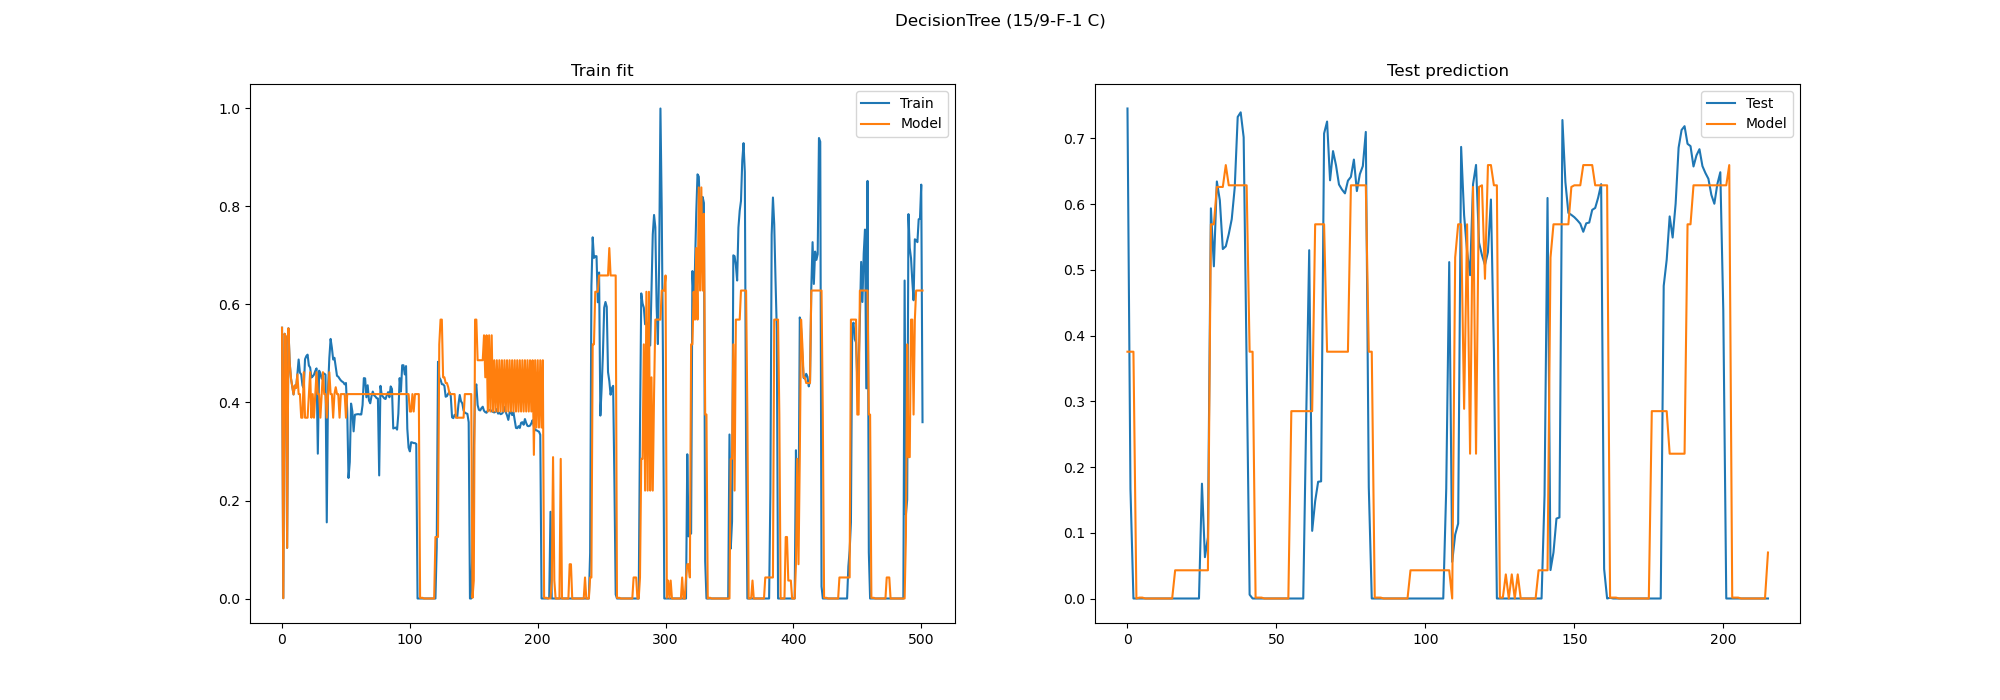 DecisionTree (15/9-F-1 C)
Train fit
Train
Model
1.0
0.8
0.6
0.4
0.2
0.0
0 100 200 300 400 500
Test prediction
Test
Model
0.7
0.6
0.5
0.4
0.3
0.2
0.1
0.0
0 50 100 150 200